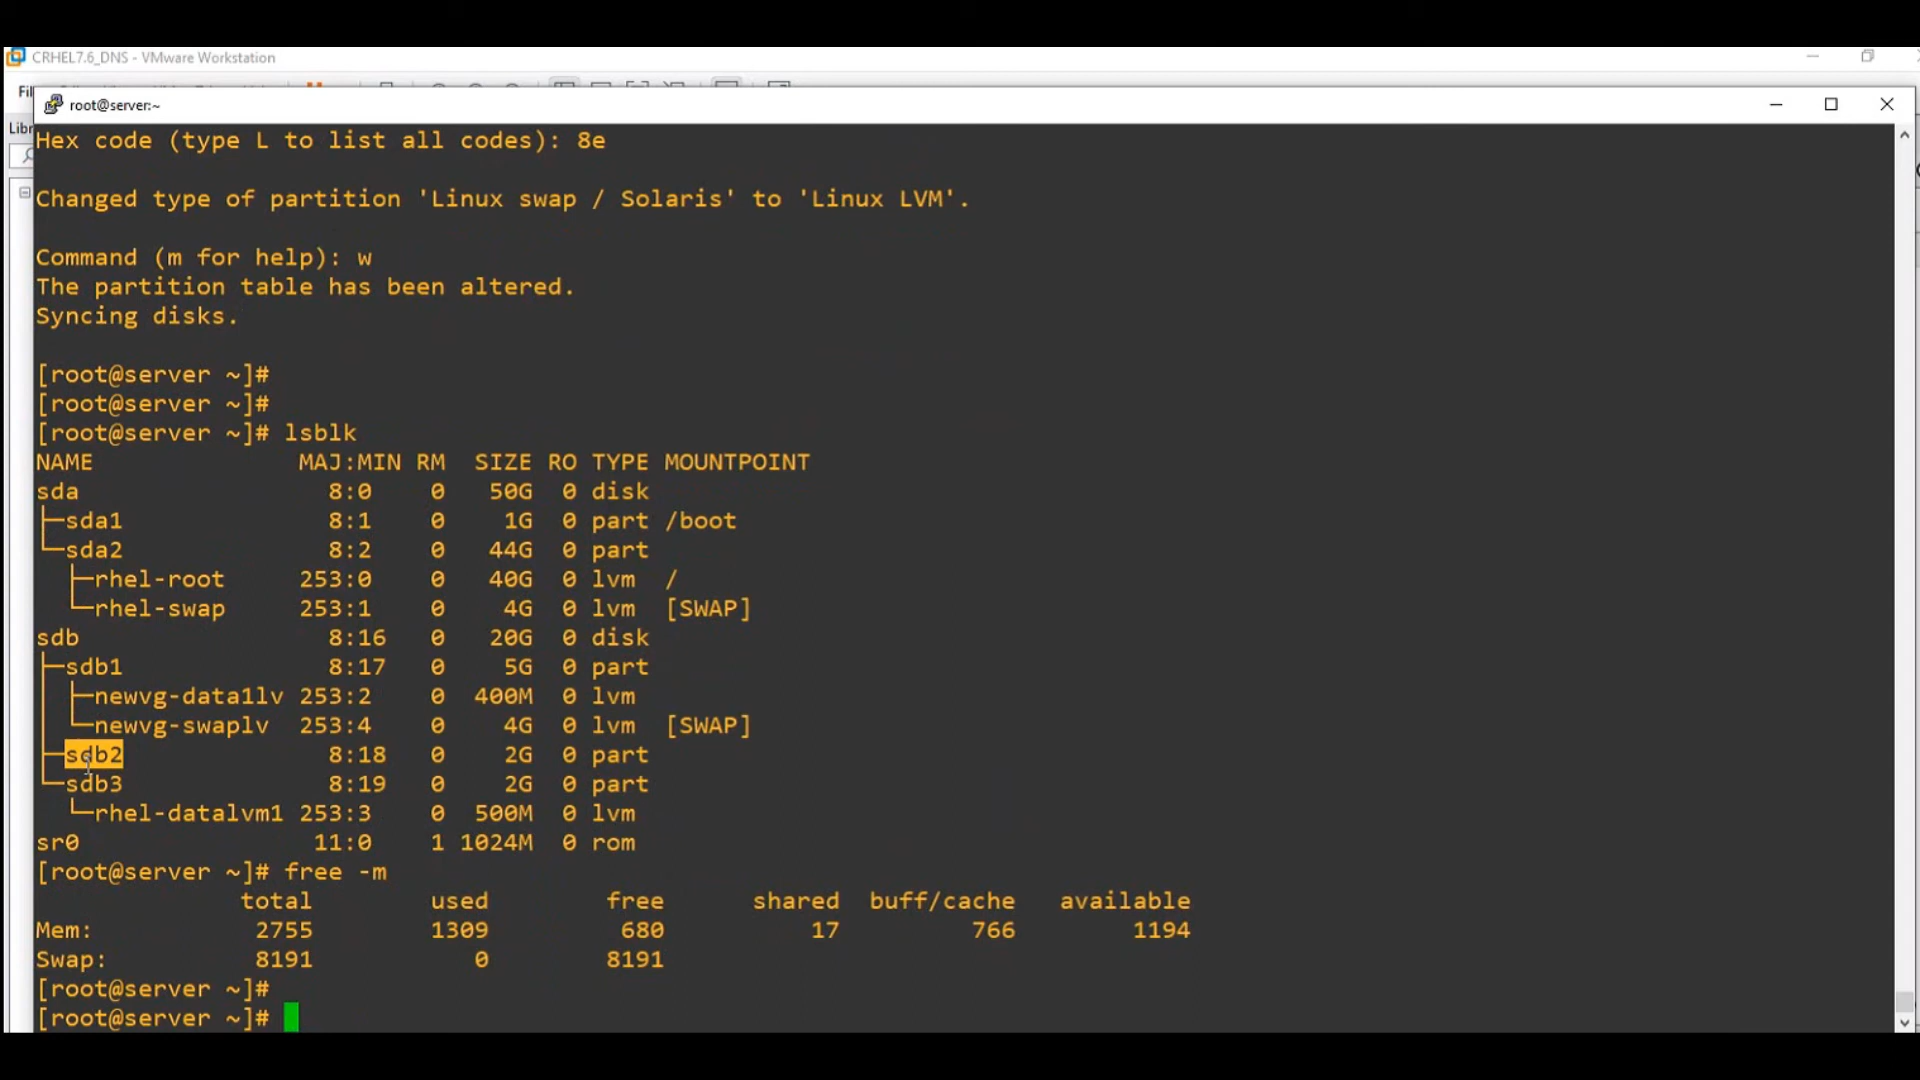 CRHEL7.6_DNS - VMware Workstation
root@server:~
Hex code (type L to list all codes): 8e
Changed type of partition 'Linux swap / Solaris' to 'Linux LVM'.
Command (m for help): w
The partition table has been altered.
Syncing disks.
[root@server ~]#
[root@server ~]#
[root@server ~]# lsblk
NAME MAJ:MIN RM SIZE RO TYPE MOUNTPOINT
sda 8:0 0 50G 0 disk
├─sda1 8:1 0 1G 0 part /boot
└─sda2 8:2 0 44G 0 part
├─rhel-root 253:0 0 40G 0 lvm /
└─rhel-swap 253:1 0 4G 0 lvm [SWAP]
sdb 8:16 0 20G 0 disk
├─sdb1 8:17 0 5G 0 part
│ ├─newvg-data1lv 253:2 0 400M 0 lvm
│ └─newvg-swaplv 253:4 0 4G 0 lvm [SWAP]
├─sdb2 8:18 0 2G 0 part
└─sdb3 8:19 0 2G 0 part
└─rhel-datalvm1 253:3 0 500M 0 lvm
sr0 11:0 1 1024M 0 rom
[root@server ~]# free -m
total used free shared buff/cache available
Mem: 2755 1309 680 17 766 1194
Swap: 8191 0 8191
[root@server ~]#
[root@server ~]#